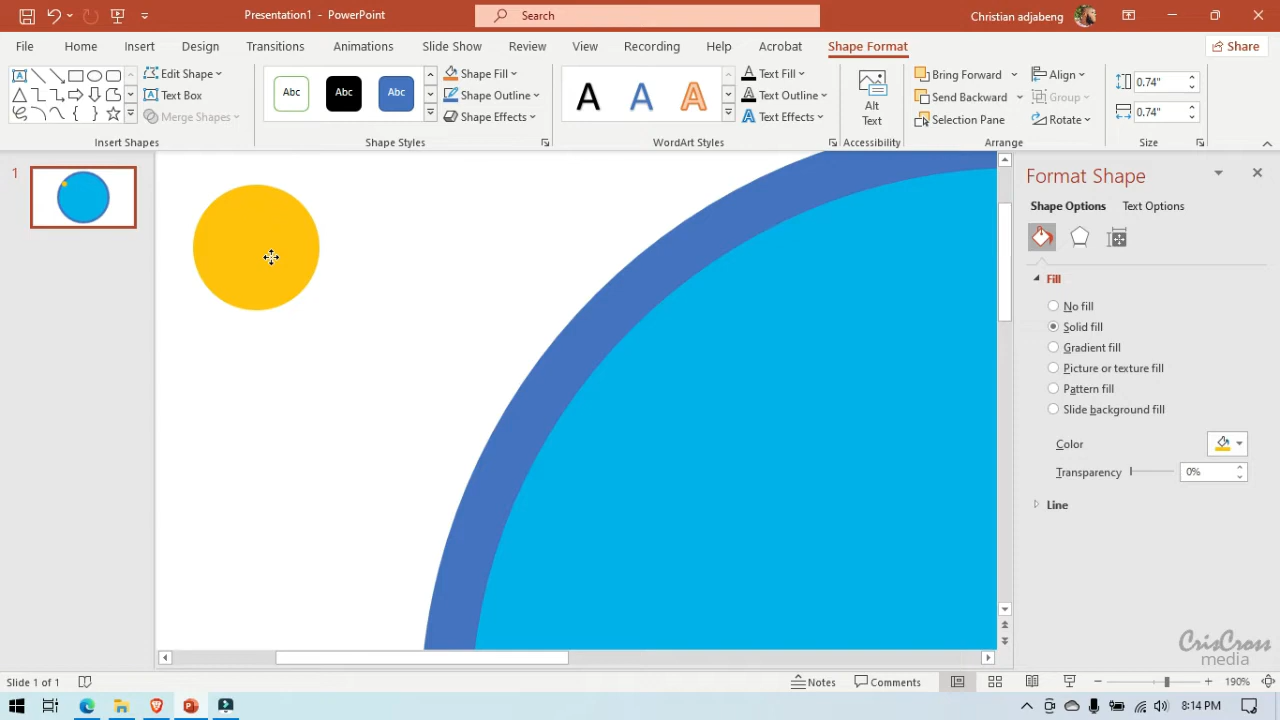 Presentation1 - PowerPoint
Search
Christian adjabeng
File Home Insert Design Transitions Animations Slide Show Review View Recording Help Acrobat Shape Format Share
Edit Shape
Text Box
Merge Shapes
Insert Shapes
Abc Abc Abc
Shape Fill
Shape Outline
Shape Effects
Shape Styles
A A A
Text Fill
Text Outline
Text Effects
WordArt Styles
Alt
Text
Accessibility
Bring Forward
Send Backward
Selection Pane
Align
Group
Rotate
Arrange
0.74"
0.74"
Size
1
Format Shape
Shape Options Text Options
Fill
No fill
Solid fill
Gradient fill
Picture or texture fill
Pattern fill
Slide background fill
Color
Transparency 0%
Line
CrisCross
media
Slide 1 of 1
Notes Comments 190%
8:14 PM